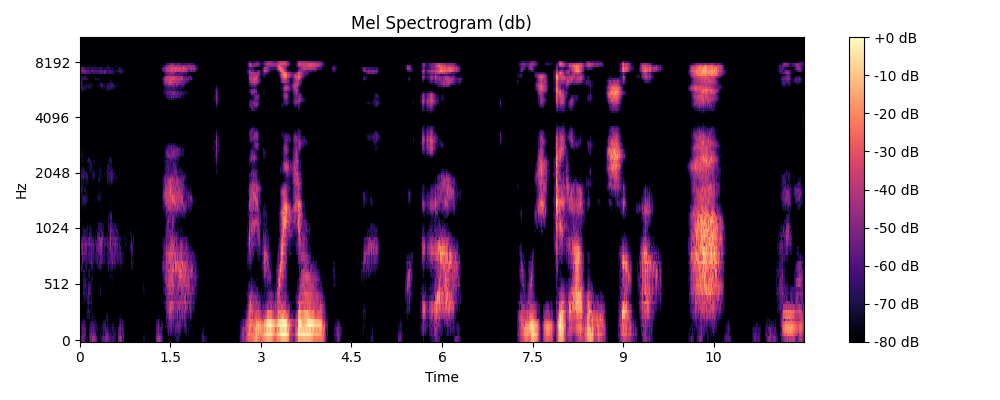 Mel Spectrogram (db)
8192
4096
2048
1024
512
0
Hz
0 1.5 3 4.5 6 7.5 9 10
Time
+0 dB
-10 dB
-20 dB
-30 dB
-40 dB
-50 dB
-60 dB
-70 dB
-80 dB